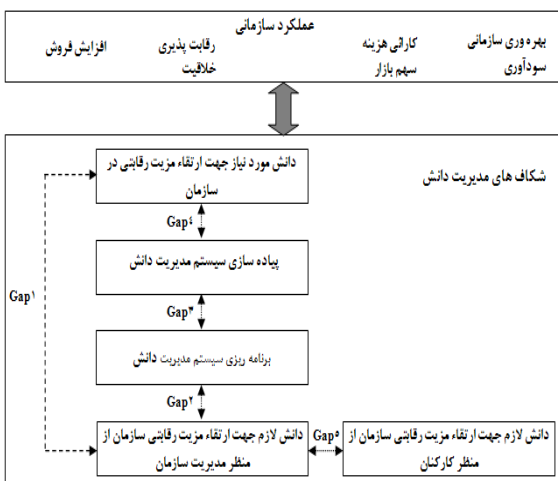 عملکرد سازمانی
بهره وری سازمانی
سودآوری
کارائی هزینه
سهم بازار
رقابت پذیری
خلاقیت
افزایش فروش
شکاف های مدیریت دانش
دانش مورد نیاز جهت ارتقاء مزیت رقابتی در
سازمان
Gap۴
پیاده سازی سیستم مدیریت دانش
Gap۱
Gap۳
برنامه ریزی سیستم مدیریت دانش
Gap۲
دانش لازم جهت ارتقاء مزیت رقابتی سازمان از
منظر مدیریت سازمان
Gap۵
دانش لازم جهت ارتقاء مزیت رقابتی سازمان از
منظر کارکنان